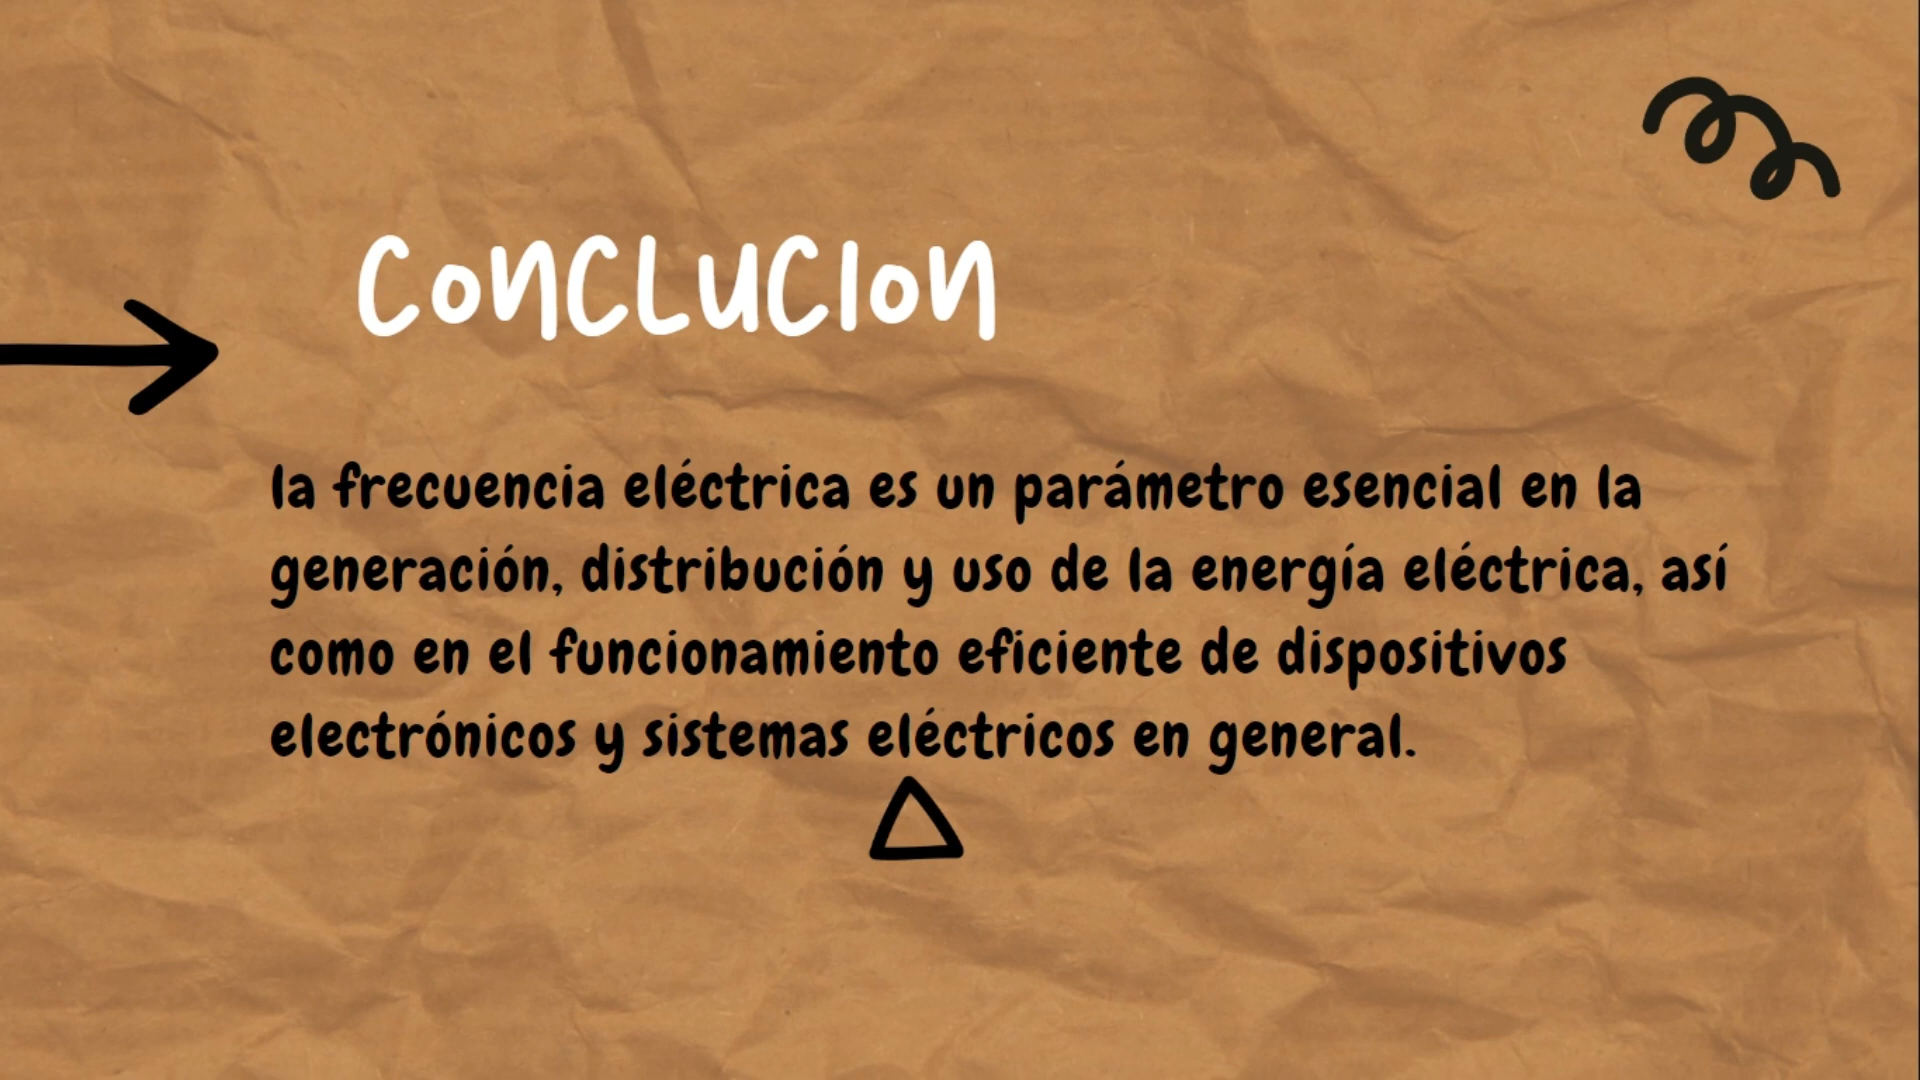 CONCLUCION
la frecuencia eléctrica es un parámetro esencial en la
generación, distribución y uso de la energía eléctrica, así
como en el funcionamiento eficiente de dispositivos
electrónicos y sistemas eléctricos en general.